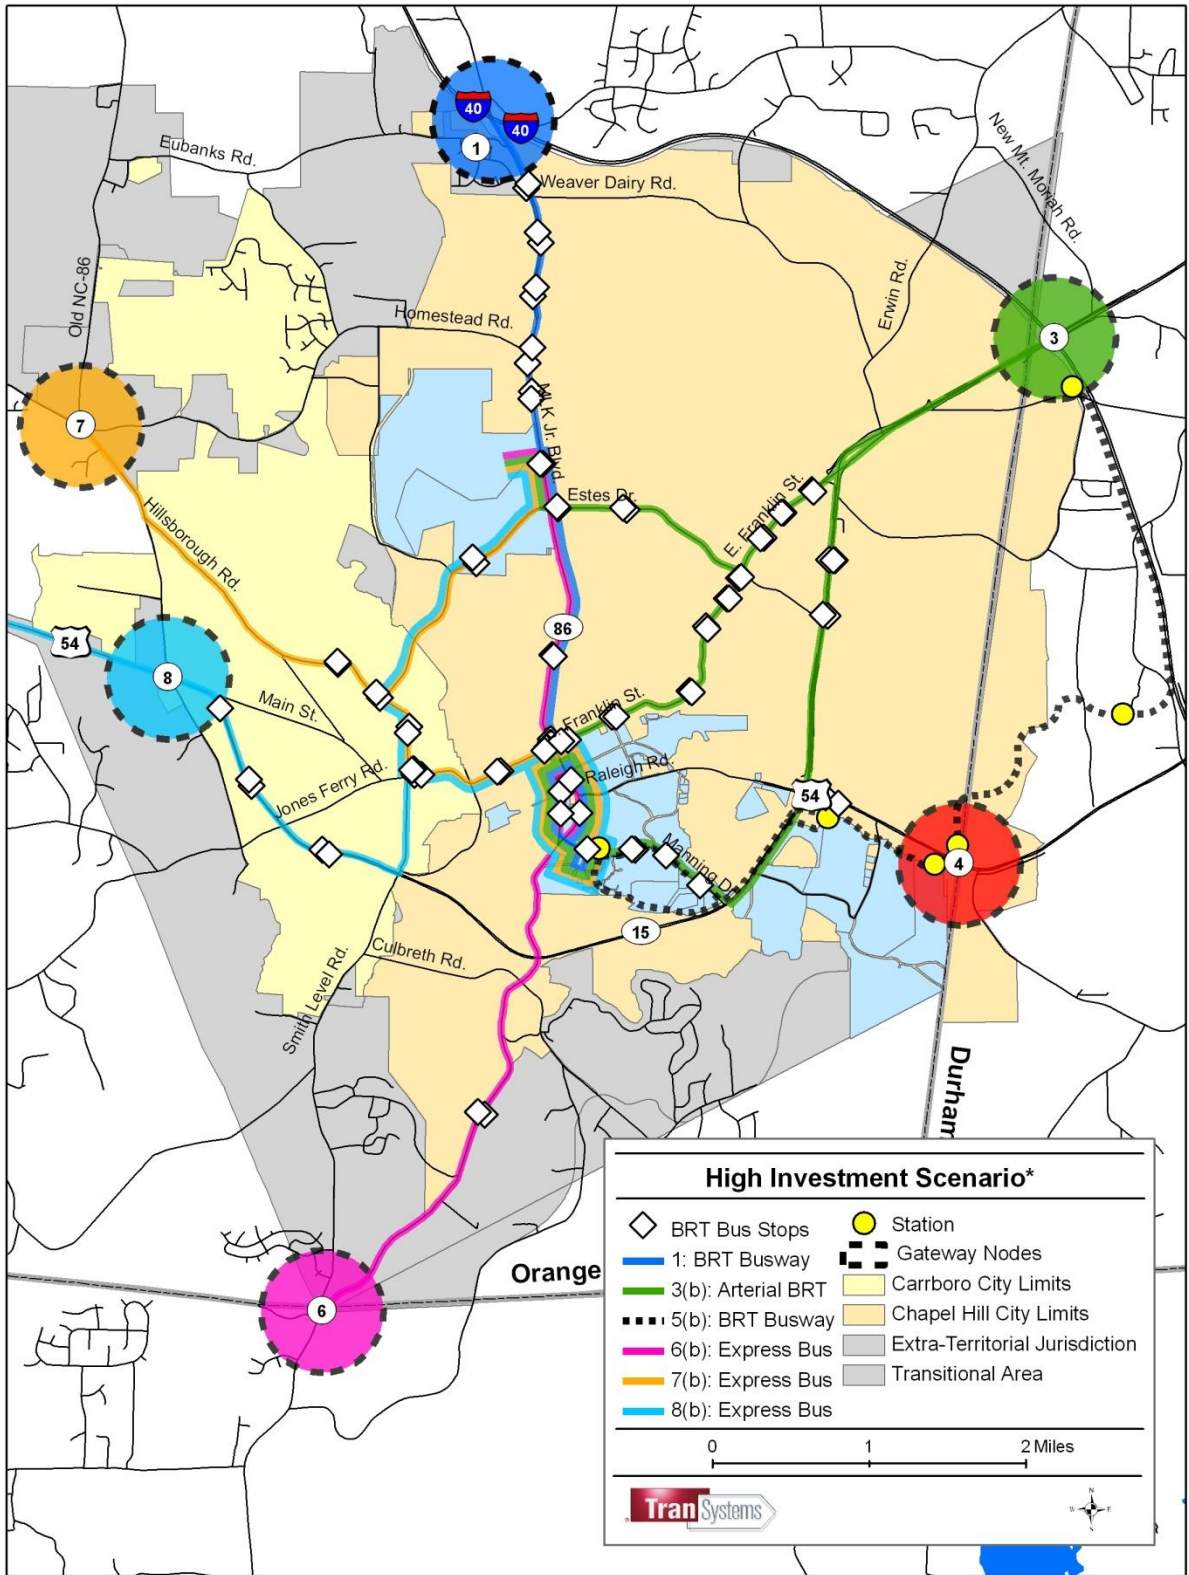 40
40
1
Eubanks Rd.
Weaver Dairy Rd.
New Mt. Moriah Rd.
Old NC-86
Homestead Rd.
Erwin Rd.
3
7
MLK Jr. Blvd.
Estes Dr.
E. Franklin St.
Hillsborough Rd.
86
54
8
Main St.
Franklin St.
Jones Ferry Rd.
Raleigh Rd.
54
Manning Dr.
4
15
Culbreth Rd.
Smith Level Rd.
Durham
Orange
6
High Investment Scenario*
BRT Bus Stops
1: BRT Busway
3(b): Arterial BRT
5(b): BRT Busway
6(b): Express Bus
7(b): Express Bus
8(b): Express Bus
Station
Gateway Nodes
Carrboro City Limits
Chapel Hill City Limits
Extra-Territorial Jurisdiction
Transitional Area
0 1 2 Miles
TranSystems
N
W E
S